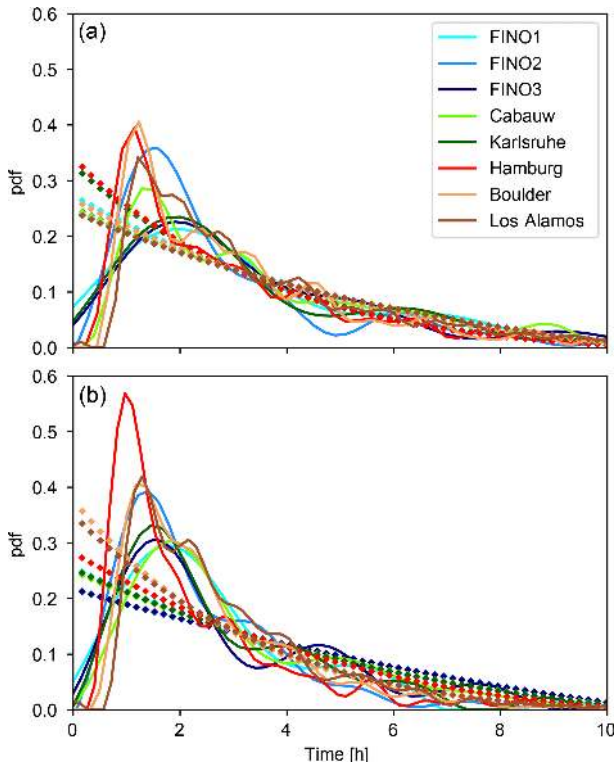 0.6
(a)
FINO1
FINO2
FINO3
Cabauw
Karlsruhe
Hamburg
Boulder
Los Alamos
0.5
0.4
0.3
0.2
0.1
0.0
pdf
0.6
(b)
0.5
0.4
0.3
0.2
0.1
0.0
pdf
0 2 4 6 8 10
Time [h]